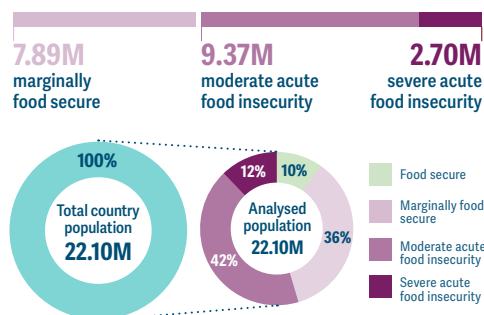 7.89M
marginally
food secure
9.37M
moderate acute
food insecurity
2.70M
severe acute
food insecurity
100%
Total country
population
22.10M
12%
10%
Analysed
population
22.10M
36%
42%
Food secure
Marginally food
secure
Moderate acute
food insecurity
Severe acute
food insecurity